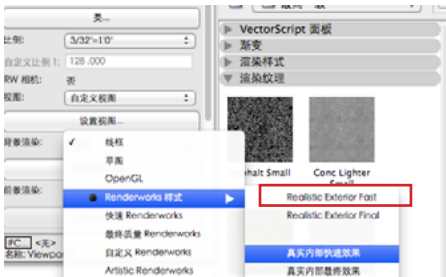 类...
比例:
3/32"=1'0"
自定义比例 1:
128.000
RW 相机:
否
视图:
自定义视图
设置视图...
背景渲染:
✓ 线框
草图
OpenGL
Renderworks 样式
快速 Renderworks
最终质量 Renderworks
自定义 Renderworks
Artistic Renderworks
前景渲染:
IFC <无>
名称: Viewpo
VectorScript 面板
渐变
渲染样式
渲染纹理
halt Small
Conc Lighter
Small
Realistic Exterior Fast
Realistic Exterior Final
真实内部快速效果
真实内部最终效果